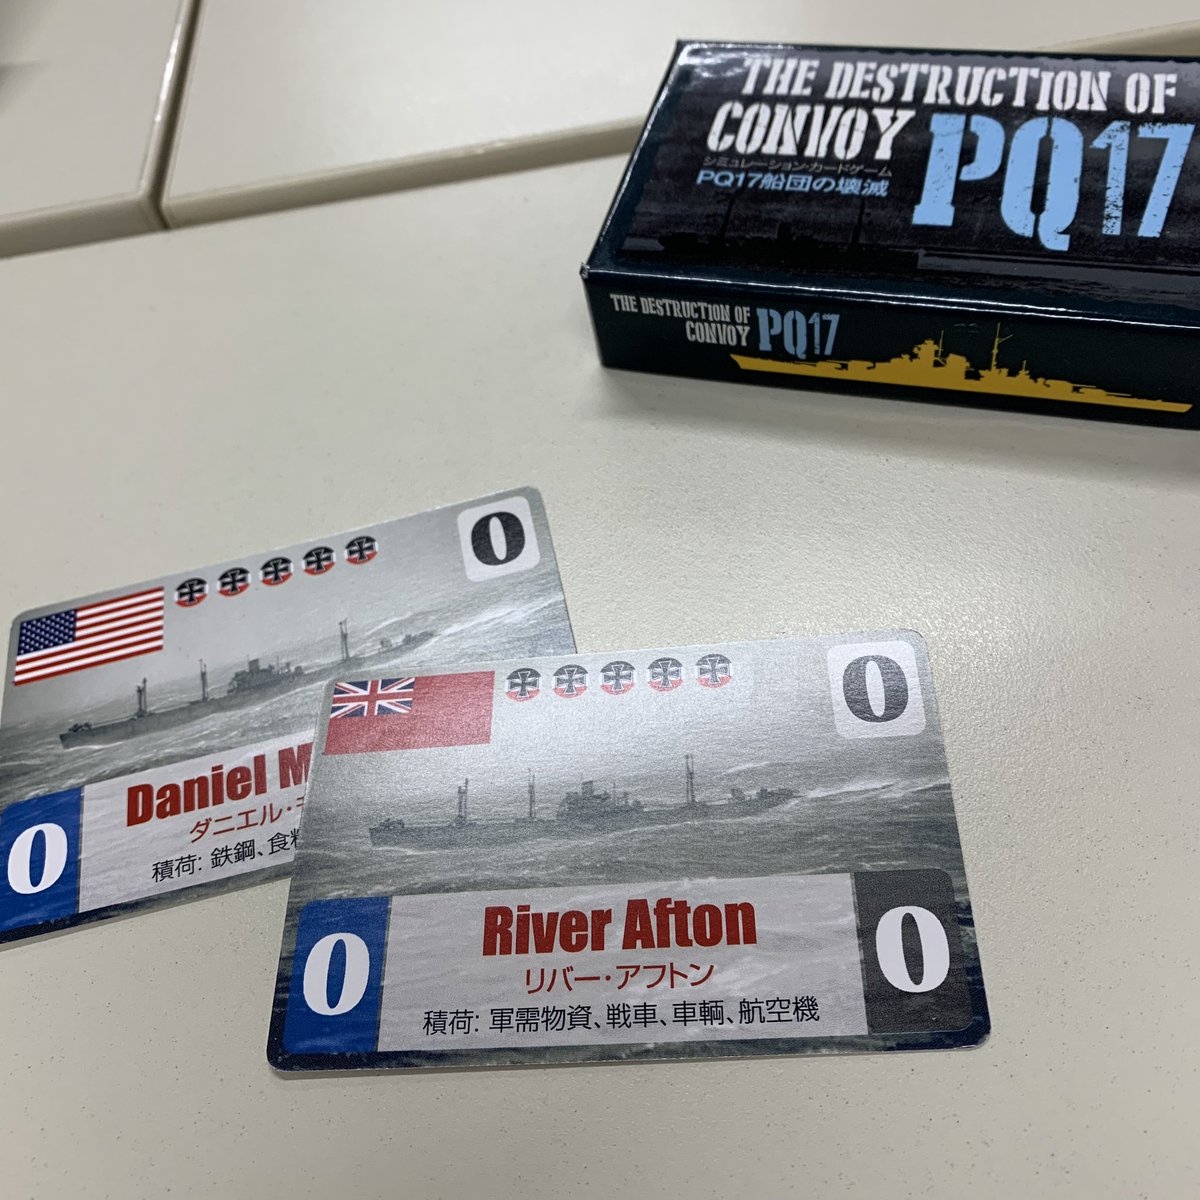 THE DESTRUCTION OF
CONVOY PQ17
シミュレーション・カードゲーム
PQ17船団の壊滅
THE DESTRUCTION OF
CONVOY PQ17
0
Daniel
ダニエル・
積荷: 鉄鋼、
0
0
River Afton
リバー・アフトン
積荷: 軍需物資、戦車、車輌、航空機
0
0